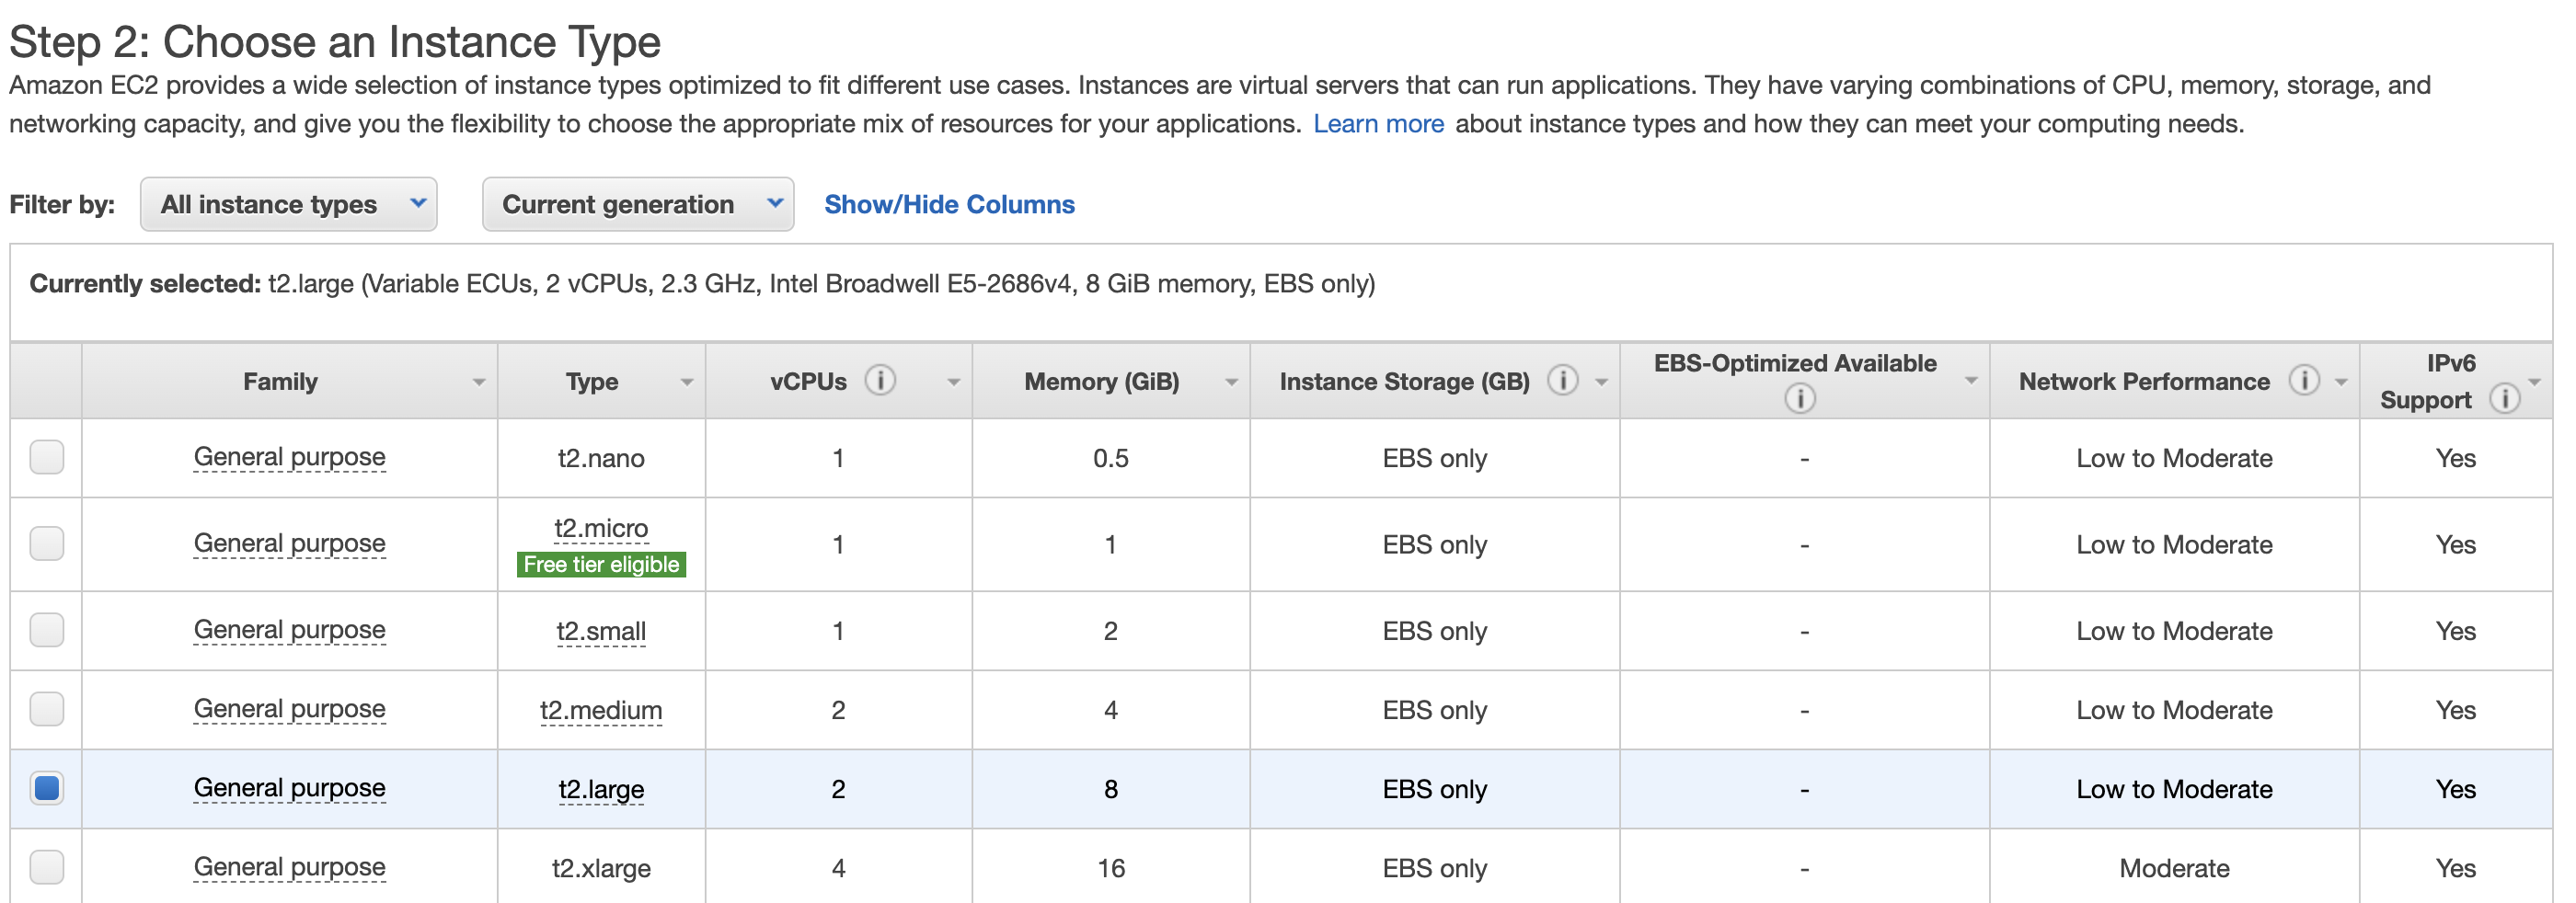 Step 2: Choose an Instance Type
Amazon EC2 provides a wide selection of instance types optimized to fit different use cases. Instances are virtual servers that can run applications. They have varying combinations of CPU, memory, storage, and
networking capacity, and give you the flexibility to choose the appropriate mix of resources for your applications. Learn more about instance types and how they can meet your computing needs.
Filter by: All instance types Current generation Show/Hide Columns
Currently selected: t2.large (Variable ECUs, 2 vCPUs, 2.3 GHz, Intel Broadwell E5-2686v4, 8 GiB memory, EBS only)
Family Type vCPUs Memory (GiB) Instance Storage (GB) EBS-Optimized Available Network Performance IPv6 Support
General purpose t2.nano 1 0.5 EBS only - Low to Moderate Yes
General purpose t2.micro 1 1 EBS only - Low to Moderate Yes
Free tier eligible
General purpose t2.small 1 2 EBS only - Low to Moderate Yes
General purpose t2.medium 2 4 EBS only - Low to Moderate Yes
General purpose t2.large 2 8 EBS only - Low to Moderate Yes
General purpose t2.xlarge 4 16 EBS only - Moderate Yes